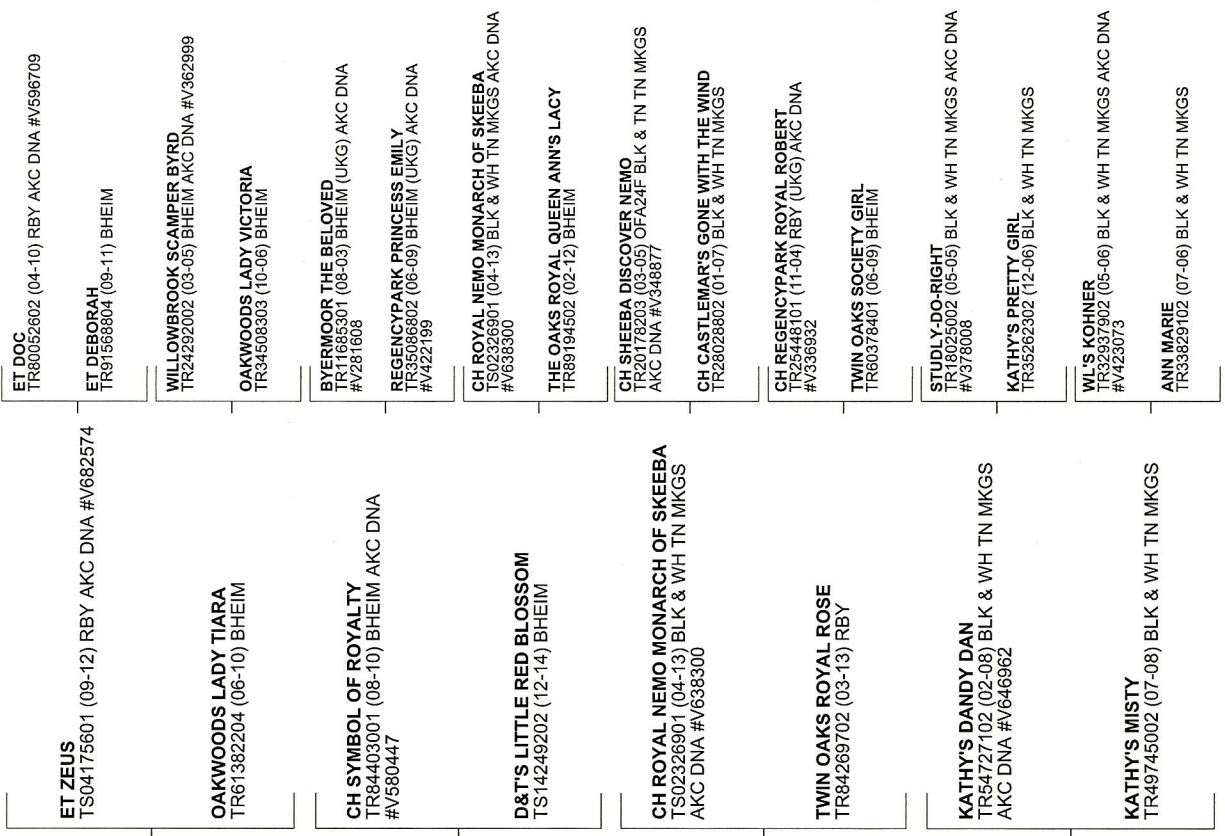 ET ZEUS
TS04175601 (09-12) RBY AKC DNA #V682574
OAKWOODS LADY TIARA
TR61382204 (06-10) BHEIM
CH SYMBOL OF ROYALTY
TR84403001 (08-10) BHEIM AKC DNA
#V580447
D&T'S LITTLE RED BLOSSOM
TS14249202 (12-14) BHEIM
CH ROYAL NEMO MONARCH OF SKEEBA
TS02326901 (04-13) BLK & WH TN MKGS
AKC DNA #V638300
TWIN OAKS ROYAL ROSE
TR84269702 (03-13) RBY
KATHY'S DANDY DAN
TR54727102 (02-08) BLK & WH TN MKGS
AKC DNA #V646962
KATHY'S MISTY
TR49745002 (07-08) BLK & WH TN MKGS
ET DOC
TR80052602 (04-10) RBY AKC DNA #V596709
ET DEBORAH
TR91568804 (09-11) BHEIM
WILLOWBROOK SCAMPER BYRD
TR24292002 (03-05) BHEIM AKC DNA #V362999
OAKWOODS LADY VICTORIA
TR34508303 (10-06) BHEIM
BYERMOOR THE BELOVED
TR11685301 (08-03) BHEIM (UKG) AKC DNA
#V281608
REGENCYPARK PRINCESS EMILY
TR35086802 (06-09) BHEIM (UKG) AKC DNA
#V422199
CH ROYAL NEMO MONARCH OF SKEEBA
TS02326901 (04-13) BLK & WH TN MKGS AKC DNA
#V638300
THE OAKS ROYAL QUEEN ANN'S LACY
TR89194502 (02-12) BHEIM
CH SHEEBA DISCOVER NEMO
TR20178203 (03-05) OFA24F BLK & TN TN MKGS
AKC DNA #V348877
CH CASTLEMAR'S GONE WITH THE WIND
TR28028802 (01-07) BLK & WH TN MKGS
CH REGENCYPARK ROYAL ROBERT
TR25448101 (11-04) RBY (UKG) AKC DNA
#V336932
TWIN OAKS SOCIETY GIRL
TR60378401 (06-09) BHEIM
STUDLY-DO-RIGHT
TR18025002 (05-05) BLK & WH TN MKGS AKC DNA
#V378008
KATHY'S PRETTY GIRL
TR35262302 (12-06) BLK & WH TN MKGS
WL'S KOHNER
TR32937902 (05-06) BLK & WH TN MKGS AKC DNA
#V423073
ANN MARIE
TR33829102 (07-06) BLK & WH TN MKGS